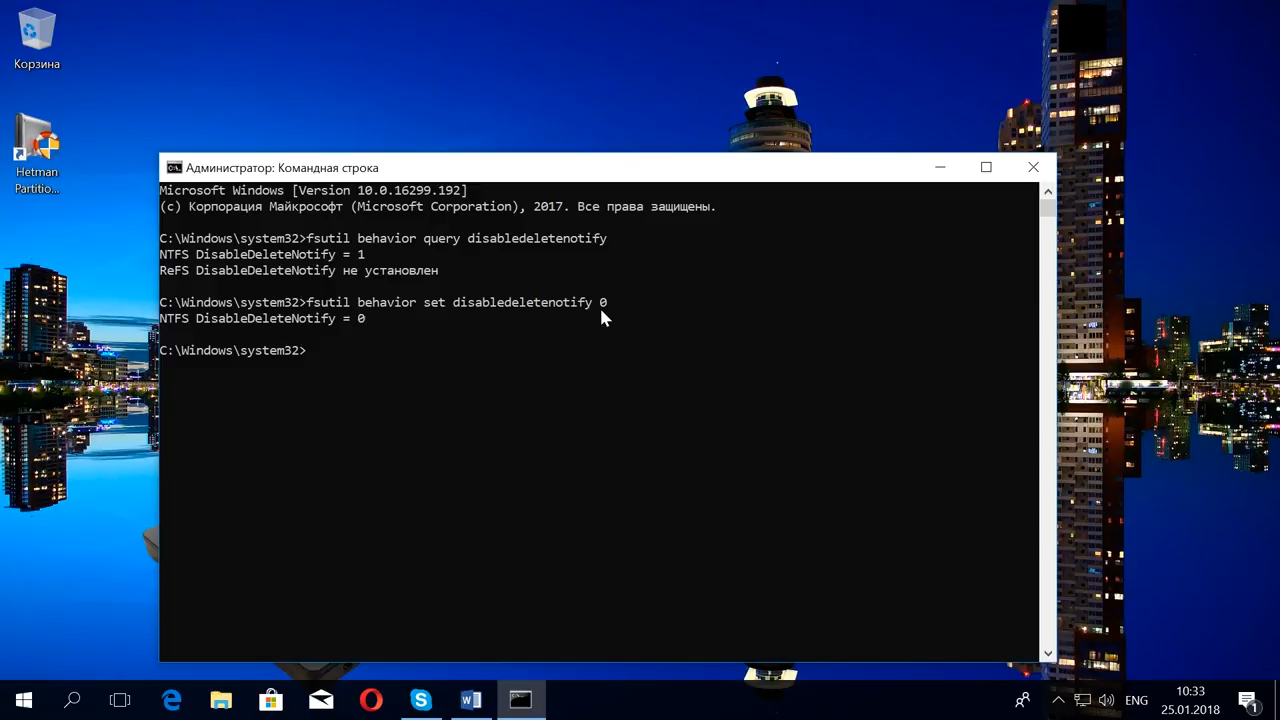 Корзина
Hetman
Partitio...
Администратор: Командная строка
Microsoft Windows [Version 10.0.16299.192]
(c) Корпорация Майкрософт (Microsoft Corporation), 2017. Все права защищены.
C:\Windows\system32>fsutil behavior query disabledeletenotify
NTFS DisableDeleteNotify = 1
ReFS DisableDeleteNotify не установлен
C:\Windows\system32>fsutil behavior set disabledeletenotify 0
NTFS DisableDeleteNotify = 0
C:\Windows\system32>
ENG
10:33
25.01.2018
1